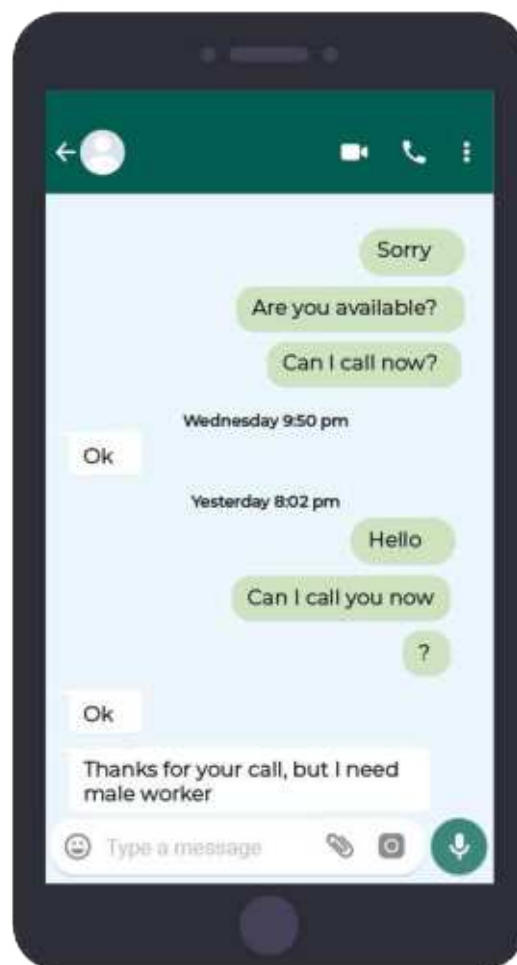 Sorry
Are you available?
Can I call now?
Wednesday 9:50 pm
Ok
Yesterday 8:02 pm
Hello
Can I call you now
?
Ok
Thanks for your call, but I need
male worker
Type a message